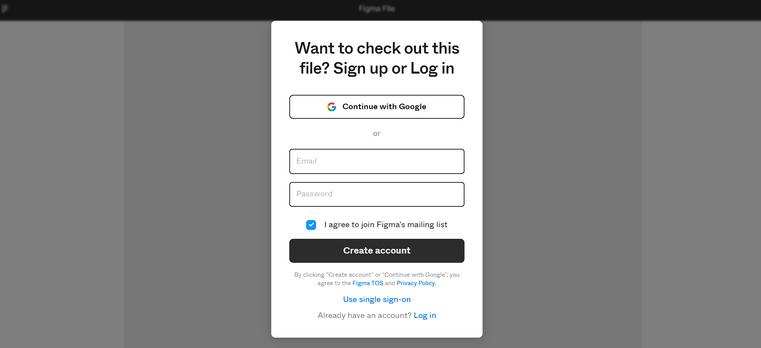 Figma File
Want to check out this
file? Sign up or Log in
Continue with Google
or
Email
Password
I agree to join Figma's mailing list
Create account
By clicking "Create account" or "Continue with Google", you
agree to the Figma TOS and Privacy Policy.
Use single sign-on
Already have an account? Log in